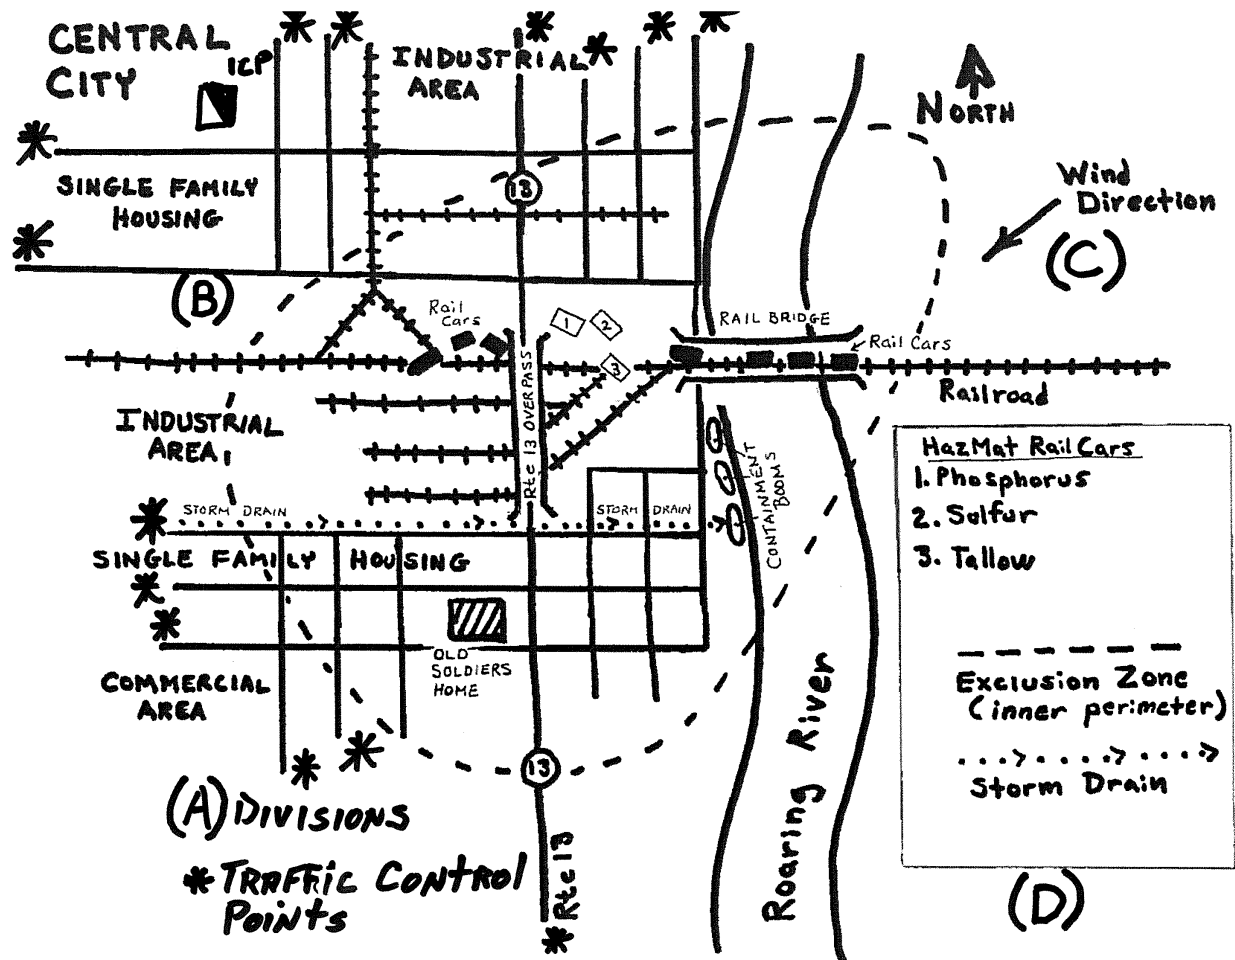 CENTRAL
CITY
ICP
INDUSTRIAL
AREA
NORTH
Wind
Direction
(C)
SINGLE FAMILY
HOUSING
13
(B)
Rail
Cars
1
2
3
RAIL BRIDGE
Rail Cars
Railroad
Rte 13 OVERPASS
INDUSTRIAL
AREA
CONTAINMENT
BOOMS
HazMat Rail Cars
1. Phosphorus
2. Sulfur
3. Tallow
STORM DRAIN
STORM DRAIN
SINGLE FAMILY HOUSING
OLD
SOLDIERS
HOME
COMMERCIAL
AREA
Exclusion Zone
(inner perimeter)
Storm Drain
13
(A) DIVISIONS
* TRAFFIC CONTROL
POINTS
Rte 13
Roaring River
(D)